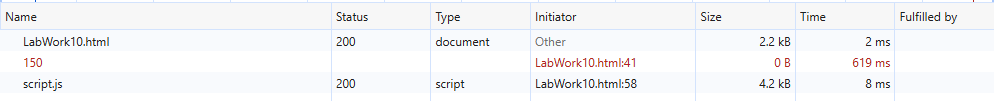 Name Status Type Initiator Size Time Fulfilled by
LabWork10.html 200 document Other 2.2 kB 2 ms
150 LabWork10.html:41 0 B 619 ms
script.js 200 script LabWork10.html:58 4.2 kB 8 ms